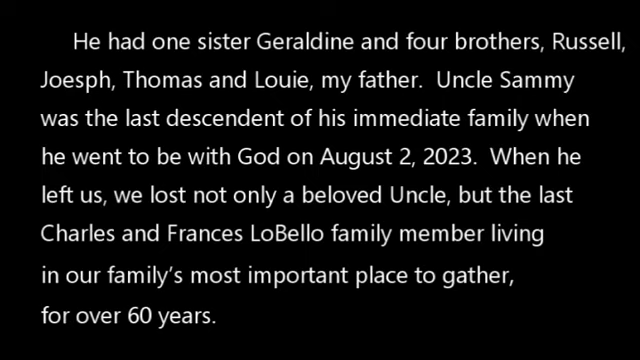 He had one sister Geraldine and four brothers, Russell,
Joesph, Thomas and Louie, my father.  Uncle Sammy
was the last descendent of his immediate family when
he went to be with God on August 2, 2023.  When he
left us, we lost not only a beloved Uncle, but the last
Charles and Frances LoBello family member living
in our family’s most important place to gather,
for over 60 years.